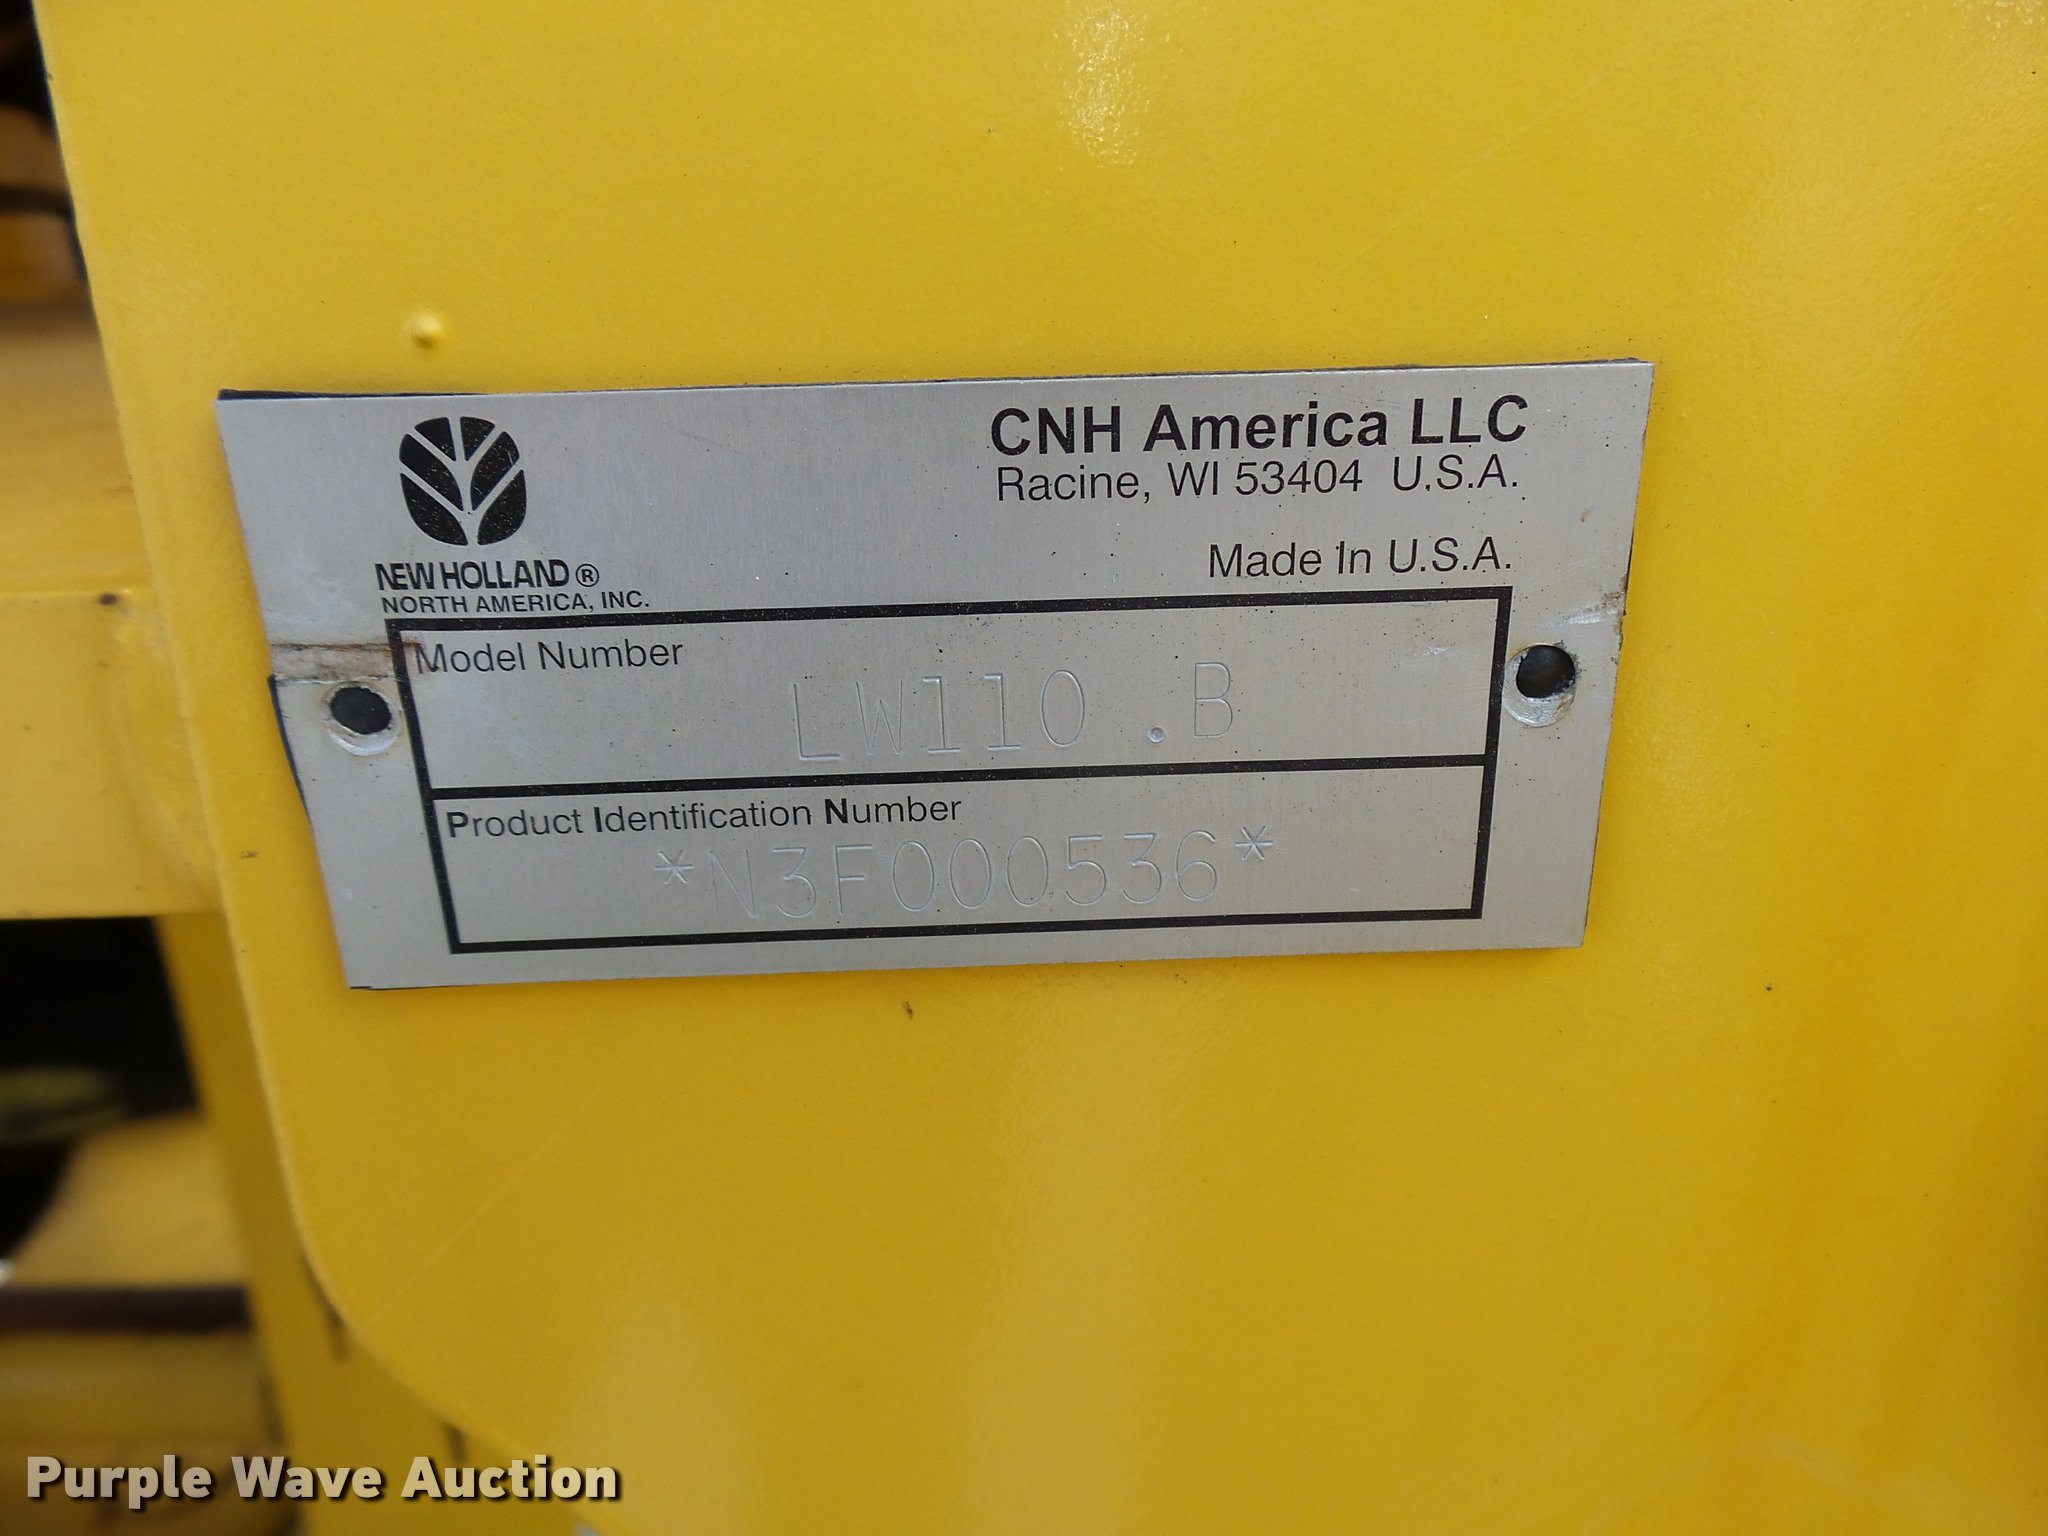 CNH America LLC
Racine, WI 53404 U.S.A.
Made In U.S.A.
NEW HOLLAND®
NORTH AMERICA, INC.
Model Number
LW110 .B
Product Identification Number
*N3F000536*
Purple Wave Auction